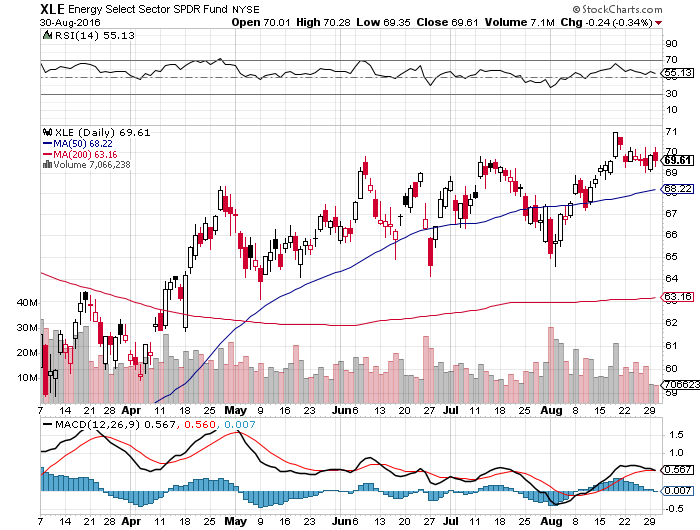 XLE Energy Select Sector SPDR Fund NYSE © StockCharts.com
30-Aug-2016 Open 70.01 High 70.28 Low 69.35 Close 69.61 Volume 7.1M Chg -0.24 (-0.34%)
RSI(14) 55.13
90
70
55.13
30
10
XLE (Daily) 69.61
MA(50) 68.22
MA(200) 63.16
Volume 7,066,238
71
70
69.61
69
68.22
67
66
65
64
63.16
62
61
60
59
40M
30M
20M
10M
7066238
7 14 21 28 Apr 11 18 25 May 9 16 23 Jun 13 20 27 Jul 11 18 25 Aug 8 15 22 29
MACD(12,26,9) 0.567, 0.560, 0.007
1.5
1.0
0.567
0.007
-0.5
7 14 21 28 Apr 11 18 25 May 9 16 23 Jun 13 20 27 Jul 11 18 25 Aug 8 15 22 29